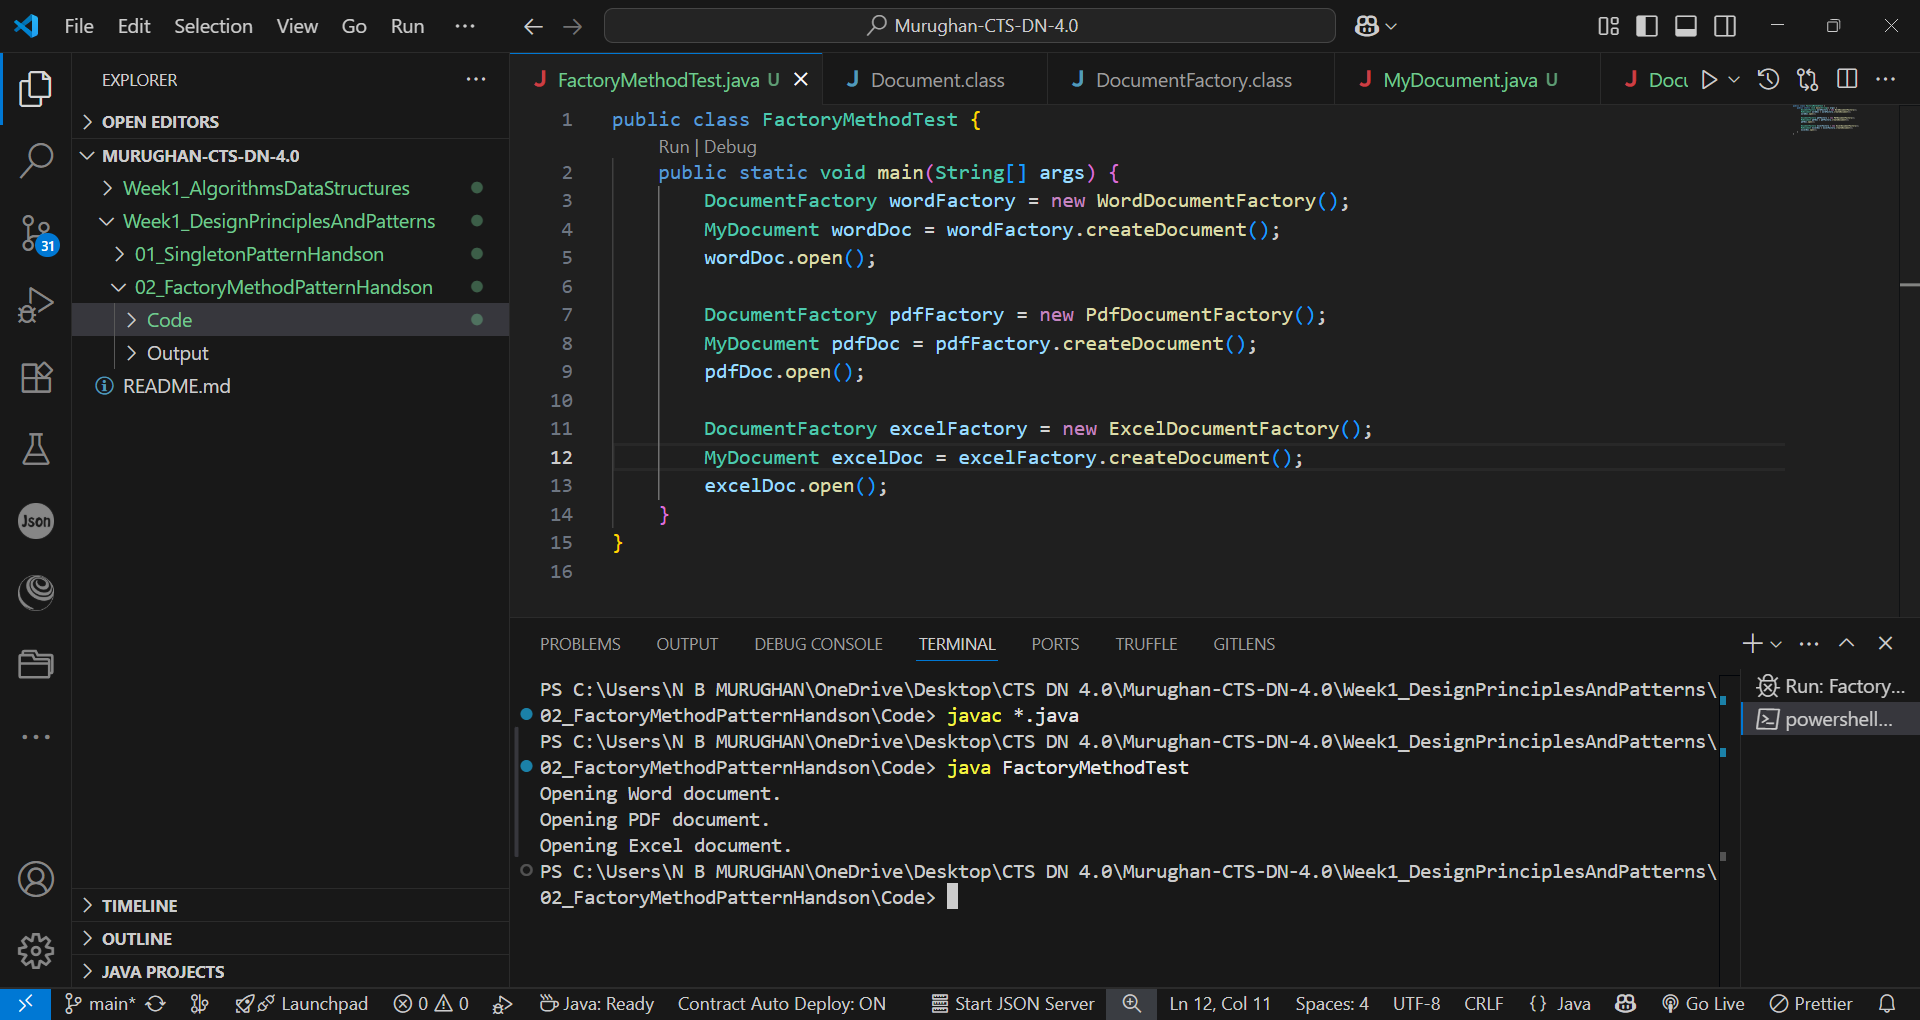 File Edit Selection View Go Run
Murughan-CTS-DN-4.0
EXPLORER
OPEN EDITORS
MURUGHAN-CTS-DN-4.0
Week1_AlgorithmsDataStructures
Week1_DesignPrinciplesAndPatterns
01_SingletonPatternHandson
02_FactoryMethodPatternHandson
Code
Output
README.md
31
Json
TIMELINE
OUTLINE
JAVA PROJECTS
FactoryMethodTest.java U
Document.class
DocumentFactory.class
MyDocument.java U
Docu
1 public class FactoryMethodTest {
Run | Debug
2 public static void main(String[] args) {
3 DocumentFactory wordFactory = new WordDocumentFactory();
4 MyDocument wordDoc = wordFactory.createDocument();
5 wordDoc.open();
6
7 DocumentFactory pdfFactory = new PdfDocumentFactory();
8 MyDocument pdfDoc = pdfFactory.createDocument();
9 pdfDoc.open();
10
11 DocumentFactory excelFactory = new ExcelDocumentFactory();
12 MyDocument excelDoc = excelFactory.createDocument();
13 excelDoc.open();
14 }
15 }
16
PROBLEMS OUTPUT DEBUG CONSOLE TERMINAL PORTS TRUFFLE GITLENS
PS C:\Users\N B MURUGHAN\OneDrive\Desktop\CTS DN 4.0\Murughan-CTS-DN-4.0\Week1_DesignPrinciplesAndPatterns\
02_FactoryMethodPatternHandson\Code> javac *.java
PS C:\Users\N B MURUGHAN\OneDrive\Desktop\CTS DN 4.0\Murughan-CTS-DN-4.0\Week1_DesignPrinciplesAndPatterns\
02_FactoryMethodPatternHandson\Code> java FactoryMethodTest
Opening Word document.
Opening PDF document.
Opening Excel document.
PS C:\Users\N B MURUGHAN\OneDrive\Desktop\CTS DN 4.0\Murughan-CTS-DN-4.0\Week1_DesignPrinciplesAndPatterns\
02_FactoryMethodPatternHandson\Code>
Run: Factory...
powershell...
main* Launchpad 0 0 Java: Ready Contract Auto Deploy: ON Start JSON Server Ln 12, Col 11 Spaces: 4 UTF-8 CRLF {} Java Go Live Prettier